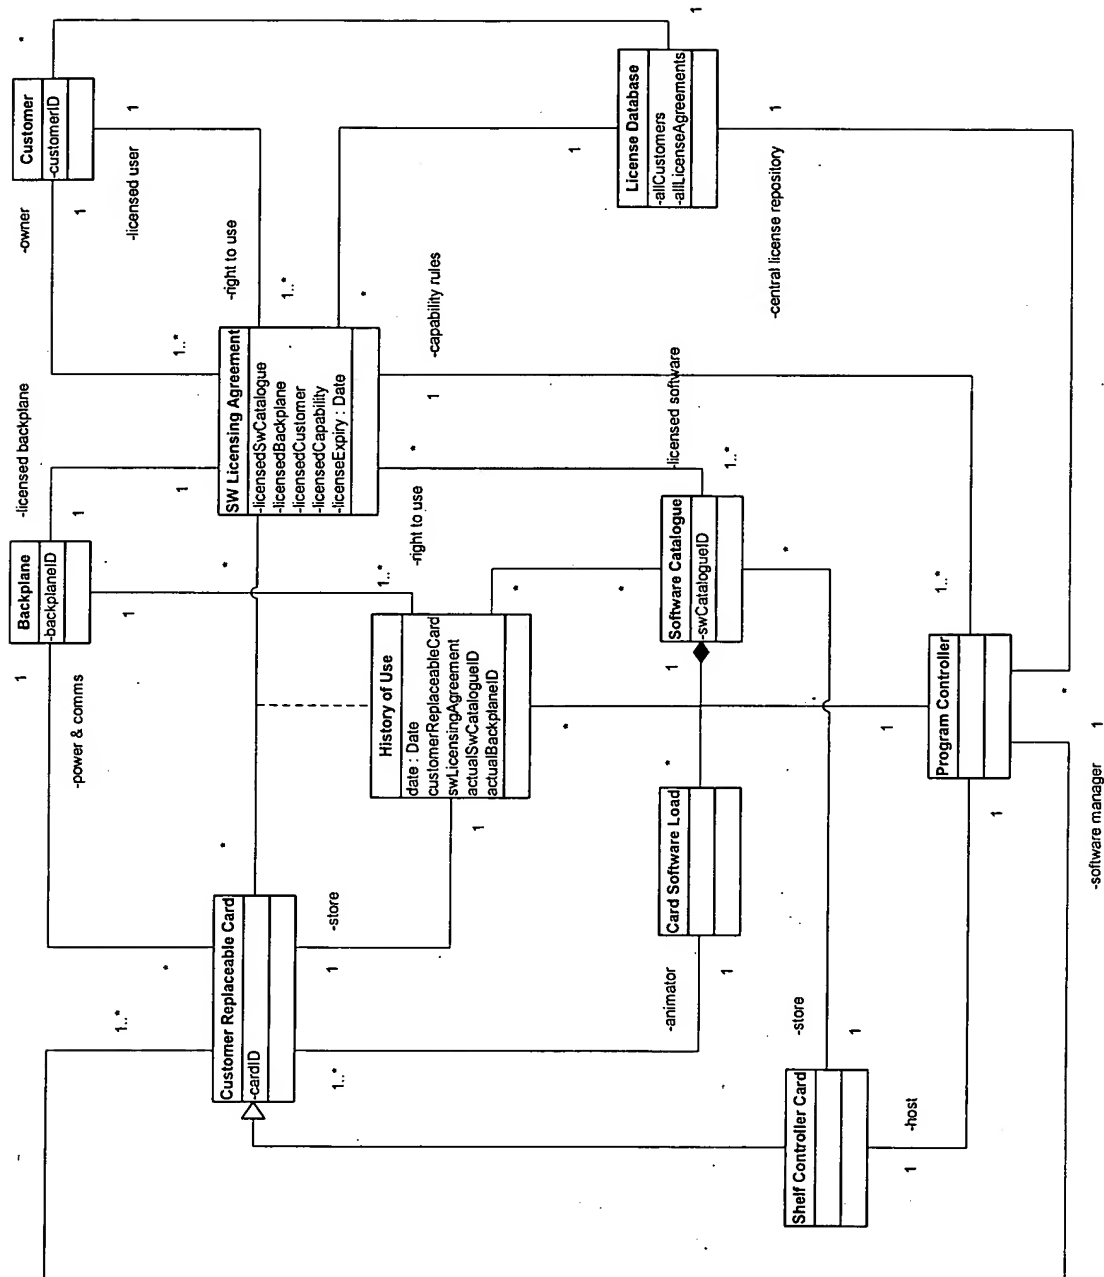 1
*
-licensed backplane
-owner
Backplane
-backplaneID
Customer
-customerID
-power & comms
1
1
1..*
1
-licensed user
1
*
1
1..*
Customer Replaceable Card
-cardID
*
*
SW Licensing Agreement
-licensedSwCatalogue
-licensedBackplane
-licensedCustomer
-licensedCapability
-licenseExpiry : Date
-right to use
1..*
1..*
1
-store
*
History of Use
date : Date
customerReplaceableCard
swLicensingAgreement
actualSwCatalogueID
actualBackplaneID
1..*
-right to use
*
1
-capability rules
1
*
*
1
*
License Database
-allCustomers
-allLicenseAgreements
-animator
1
*
1
-licensed software
1..*
1
Card Software Load
Software Catalogue
-swCatalogueID
-central license repository
1
*
-store
Shelf Controller Card
1
1
1
-host
1..*
Program Controller
1
*
-software manager
1